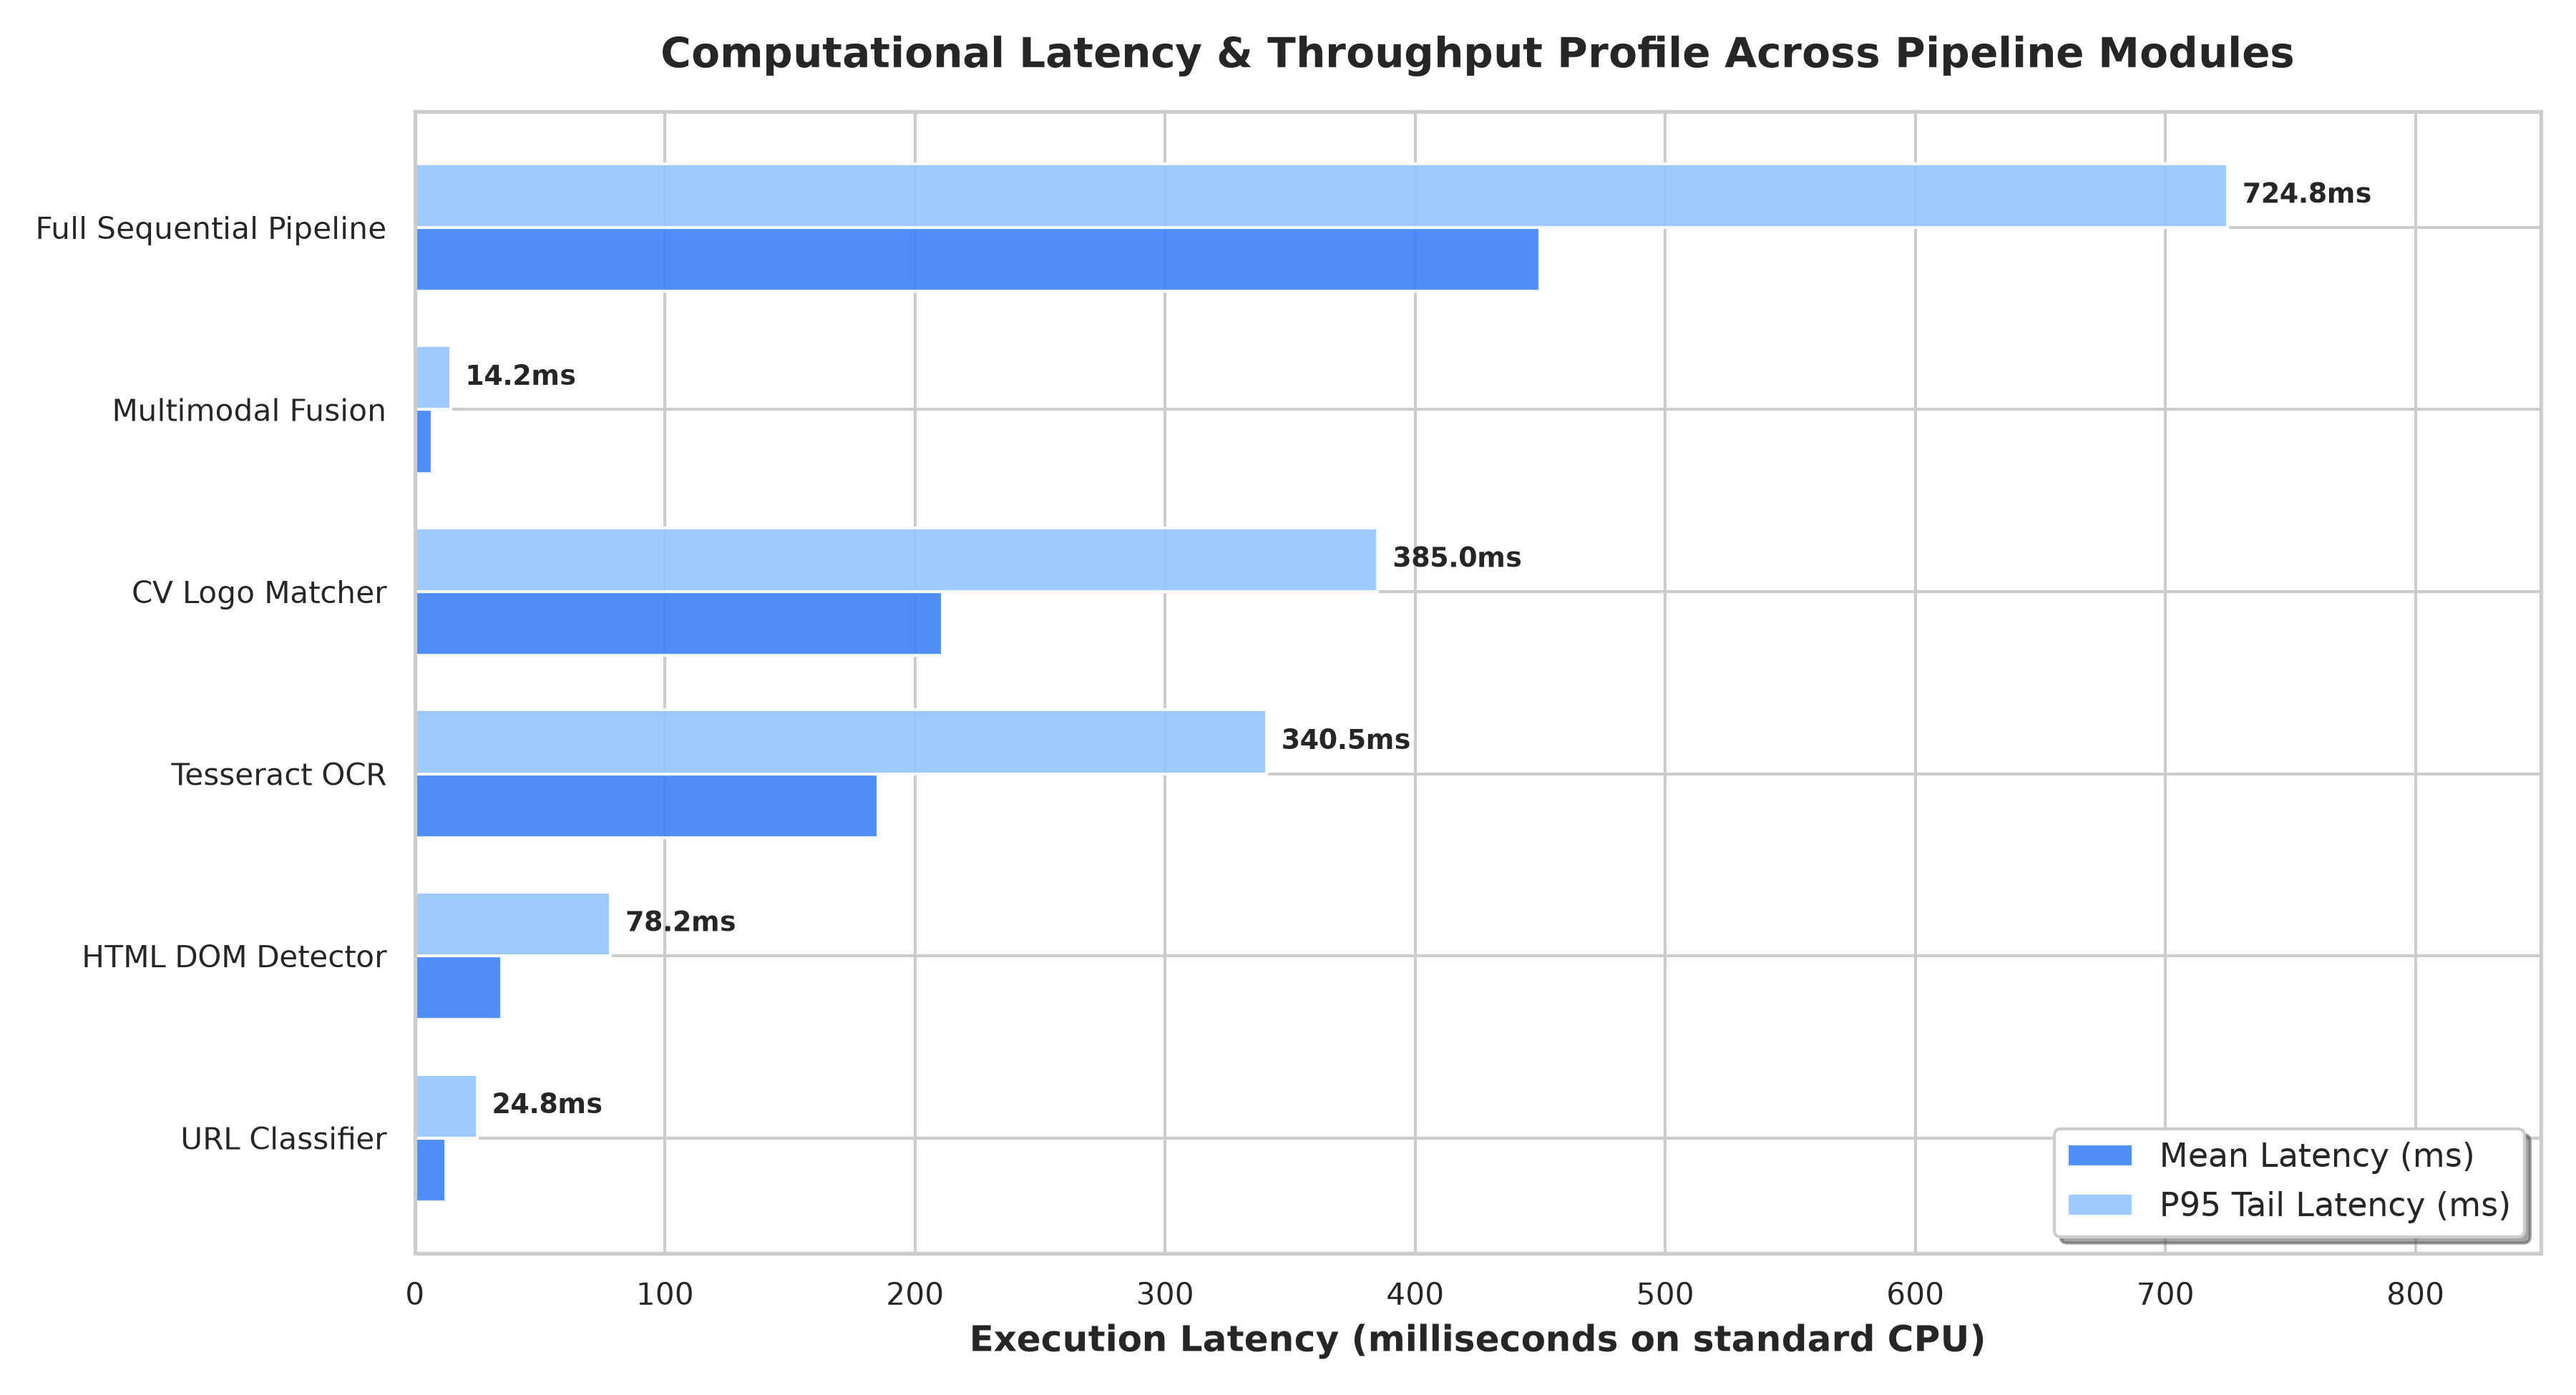 Computational Latency & Throughput Profile Across Pipeline Modules
Full Sequential Pipeline
724.8ms
Multimodal Fusion
14.2ms
CV Logo Matcher
385.0ms
Tesseract OCR
340.5ms
HTML DOM Detector
78.2ms
URL Classifier
24.8ms
Mean Latency (ms)
P95 Tail Latency (ms)
0 100 200 300 400 500 600 700 800
Execution Latency (milliseconds on standard CPU)